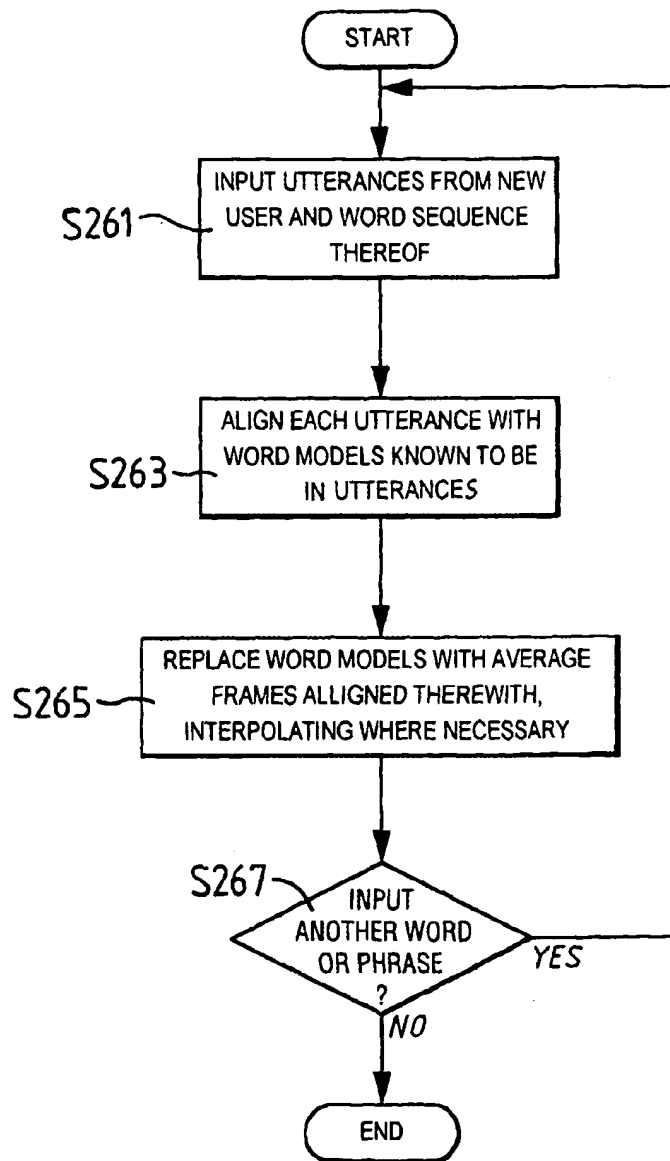 START
INPUT UTTERANCES FROM NEW
USER AND WORD SEQUENCE
THEREOF
S261
ALIGN EACH UTTERANCE WITH
WORD MODELS KNOWN TO BE
IN UTTERANCES
S263
REPLACE WORD MODELS WITH AVERAGE
FRAMES ALLIGNED THEREWITH,
INTERPOLATING WHERE NECESSARY
S265
S267
INPUT
ANOTHER WORD
OR PHRASE
?
YES
NO
END